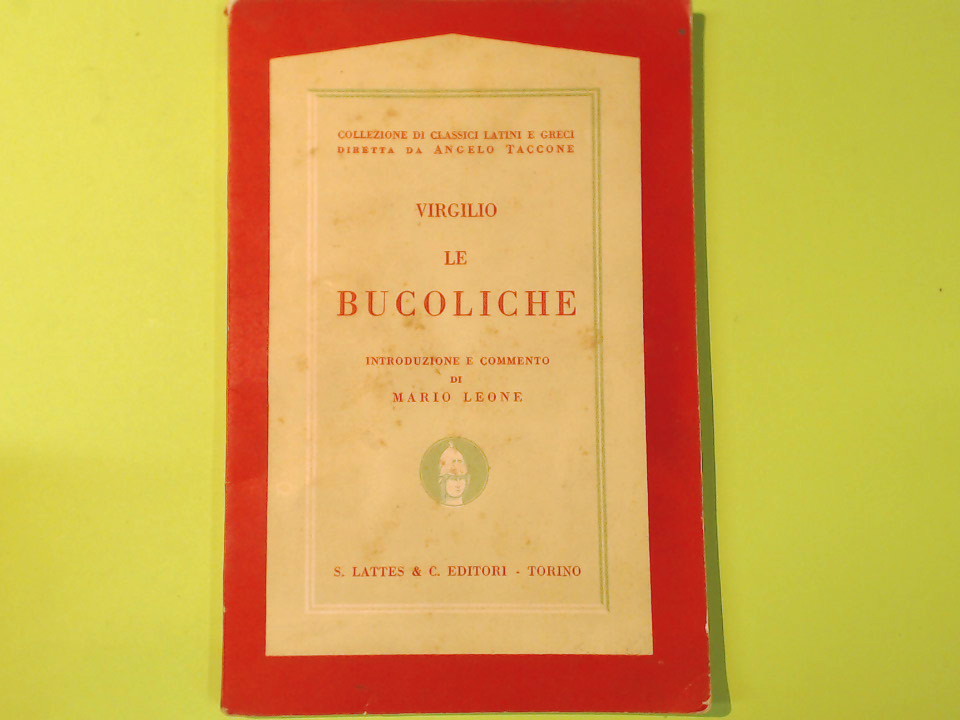 COLLEZIONE DI CLASSICI LATINI E GRECI
DIRETTA DA ANGELO TACCONE
VIRGILIO
LE
BUCOLICHE
INTRODUZIONE E COMMENTO
DI
MARIO LEONE
S. LATTES & C. EDITORI - TORINO